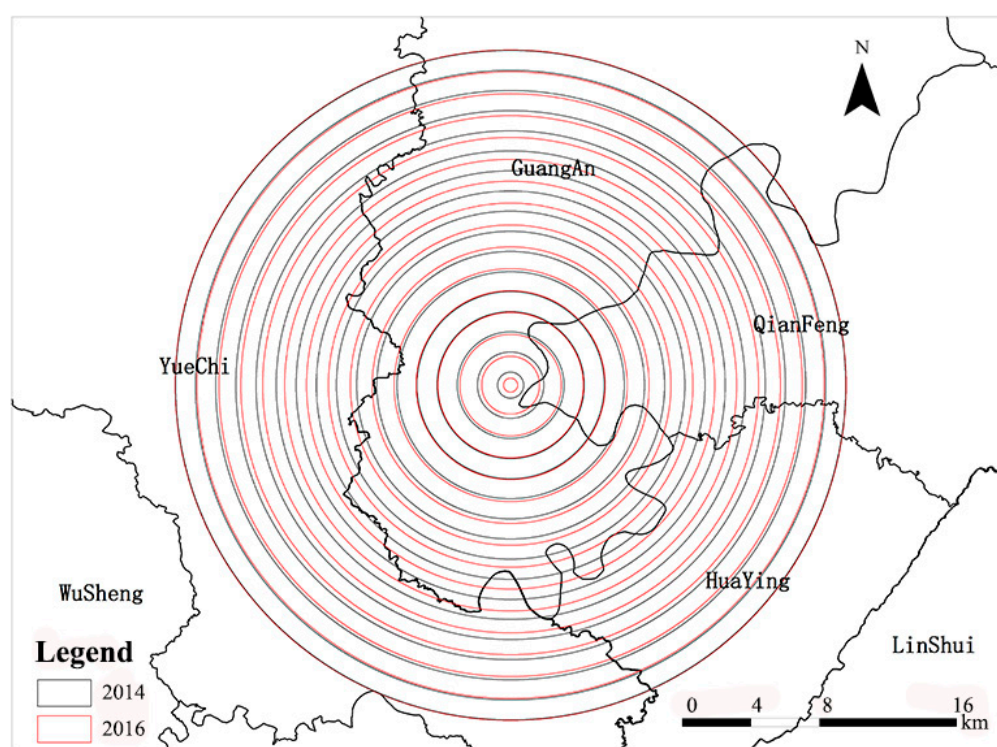 N
GuangAn
QianFeng
YueChi
HuaYing
WuSheng
LinShui
Legend
2014
2016
0 4 8 16
km